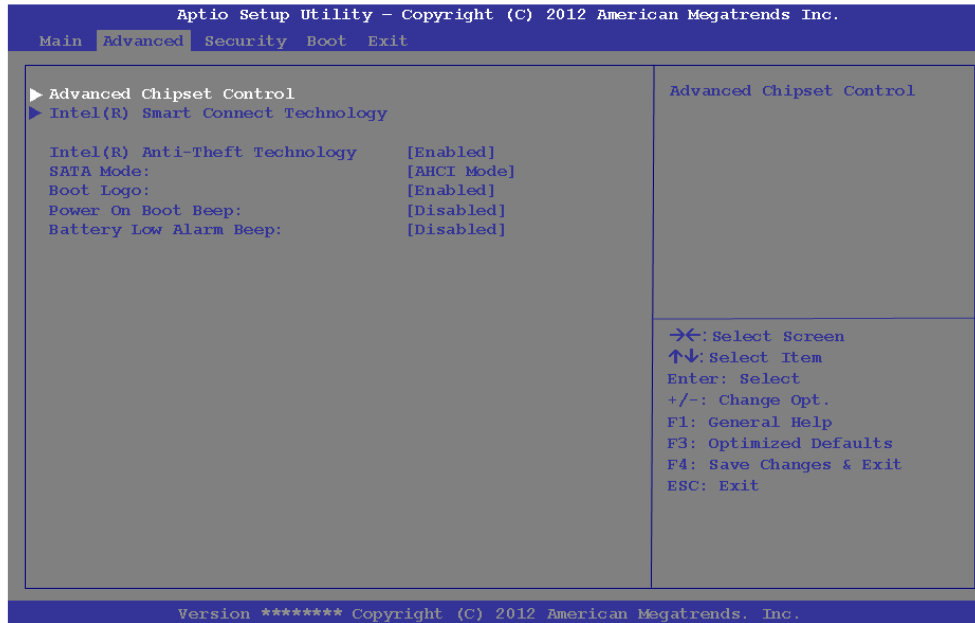 Aptio Setup Utility – Copyright (C) 2012 American Megatrends Inc.
Main Advanced Security Boot Exit
Advanced Chipset Control
Intel(R) Smart Connect Technology
Intel(R) Anti-Theft Technology [Enabled]
SATA Mode: [AHCI Mode]
Boot Logo: [Enabled]
Power On Boot Beep: [Disabled]
Battery Low Alarm Beep: [Disabled]
Advanced Chipset Control
→←: Select Screen
↑↓: Select Item
Enter: Select
+/-: Change Opt.
F1: General Help
F3: Optimized Defaults
F4: Save Changes & Exit
ESC: Exit
Version ******** Copyright (C) 2012 American Megatrends. Inc.